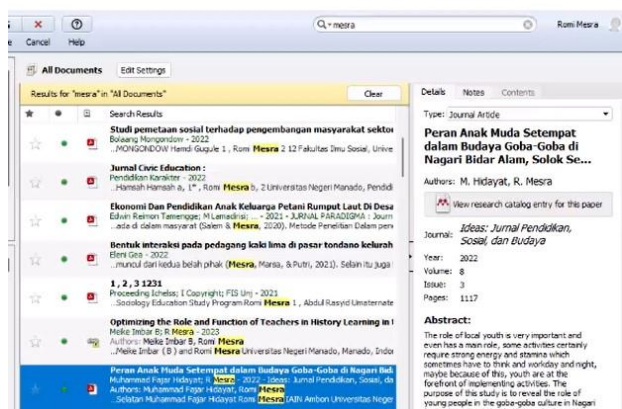 mesra
Romi Mesra
Cancel Help
All Documents Edit Settings
Results for "mesra" in "All Documents" Clear
Search Results
Studi pemetaan sosial terhadap pengembangan masyarakat sektor
Bolaang Mongondow - 2022
...MONGONDOW Hamdi Gugule 1 , Romi Mesra 2 12 Fakultas Ilmu Sosial, Unive
Jurnal Civic Education :
Pendidikan Karakter - 2022
...Hamsah Hamsah a, 1*, Romi Mesra b, 2 Universitas Negeri Manado, Pendidi
Ekonomi Dan Pendidikan Anak Keluarga Petani Rumput Laut Di Desa
Edwin Reimon Tamengge; M Lamadirisi; ... - 2021 - JURNAL PARADIGMA : Journ
...ada di dalam masyarat (Salem & Mesra, 2020). Metode Penelitian Dalam pene
Bentuk interaksi pada pedagang kaki lima di pasar tondano kelurah
Eleni Gea - 2022
...muncul dari kedua belah pihak (Mesra, Marsa, & Putri, 2021). Selain itu juga
1 , 2 , 3 1231
Proceeding Ichelss; I Copyright; FIS Unj - 2021
...Sociology Education Study Program Romi Mesra 1 , Abdul Rasyid Umaternate
Optimizing the Role and Function of Teachers in History Learning in
Meike Imbar B; R Mesra - 2023
Authors: Meike Imbar B, Romi Mesra
...Meike Imbar ( B ) and Romi Mesra Universitas Negeri Manado, Manado, Indo
Peran Anak Muda Setempat dalam Budaya Goba-Goba di Nagari Bid
Muhammad Fajar Hidayat; R Mesra - 2022 - Ideas: Jurnal Pendidikan, Sosial, da
Authors: Muhammad Fajar Hidayat, Romi Mesra
...Selatan Muhammad Fajar Hidayat Romi Mesra IAIN Ambon Universitas Neger
Details Notes Contents
Type: Journal Article
Peran Anak Muda Setempat
dalam Budaya Goba-Goba di
Nagari Bidar Alam, Solok Se...
Authors: M. Hidayat, R. Mesra
View research catalog entry for this paper
Journal: Ideas: Jurnal Pendidikan,
Sosial, dan Budaya
Year: 2022
Volume: 8
Issue: 3
Pages: 1117
Abstract:
The role of local youth is very important and
even has a main role, some activities certainly
require strong energy and stamina which
sometimes have to think and workday and night,
maybe because of this, youth are at the
forefront of implementing activities. The
purpose of this study is to reveal the role of
young people in the goba-goba culture in Nagari